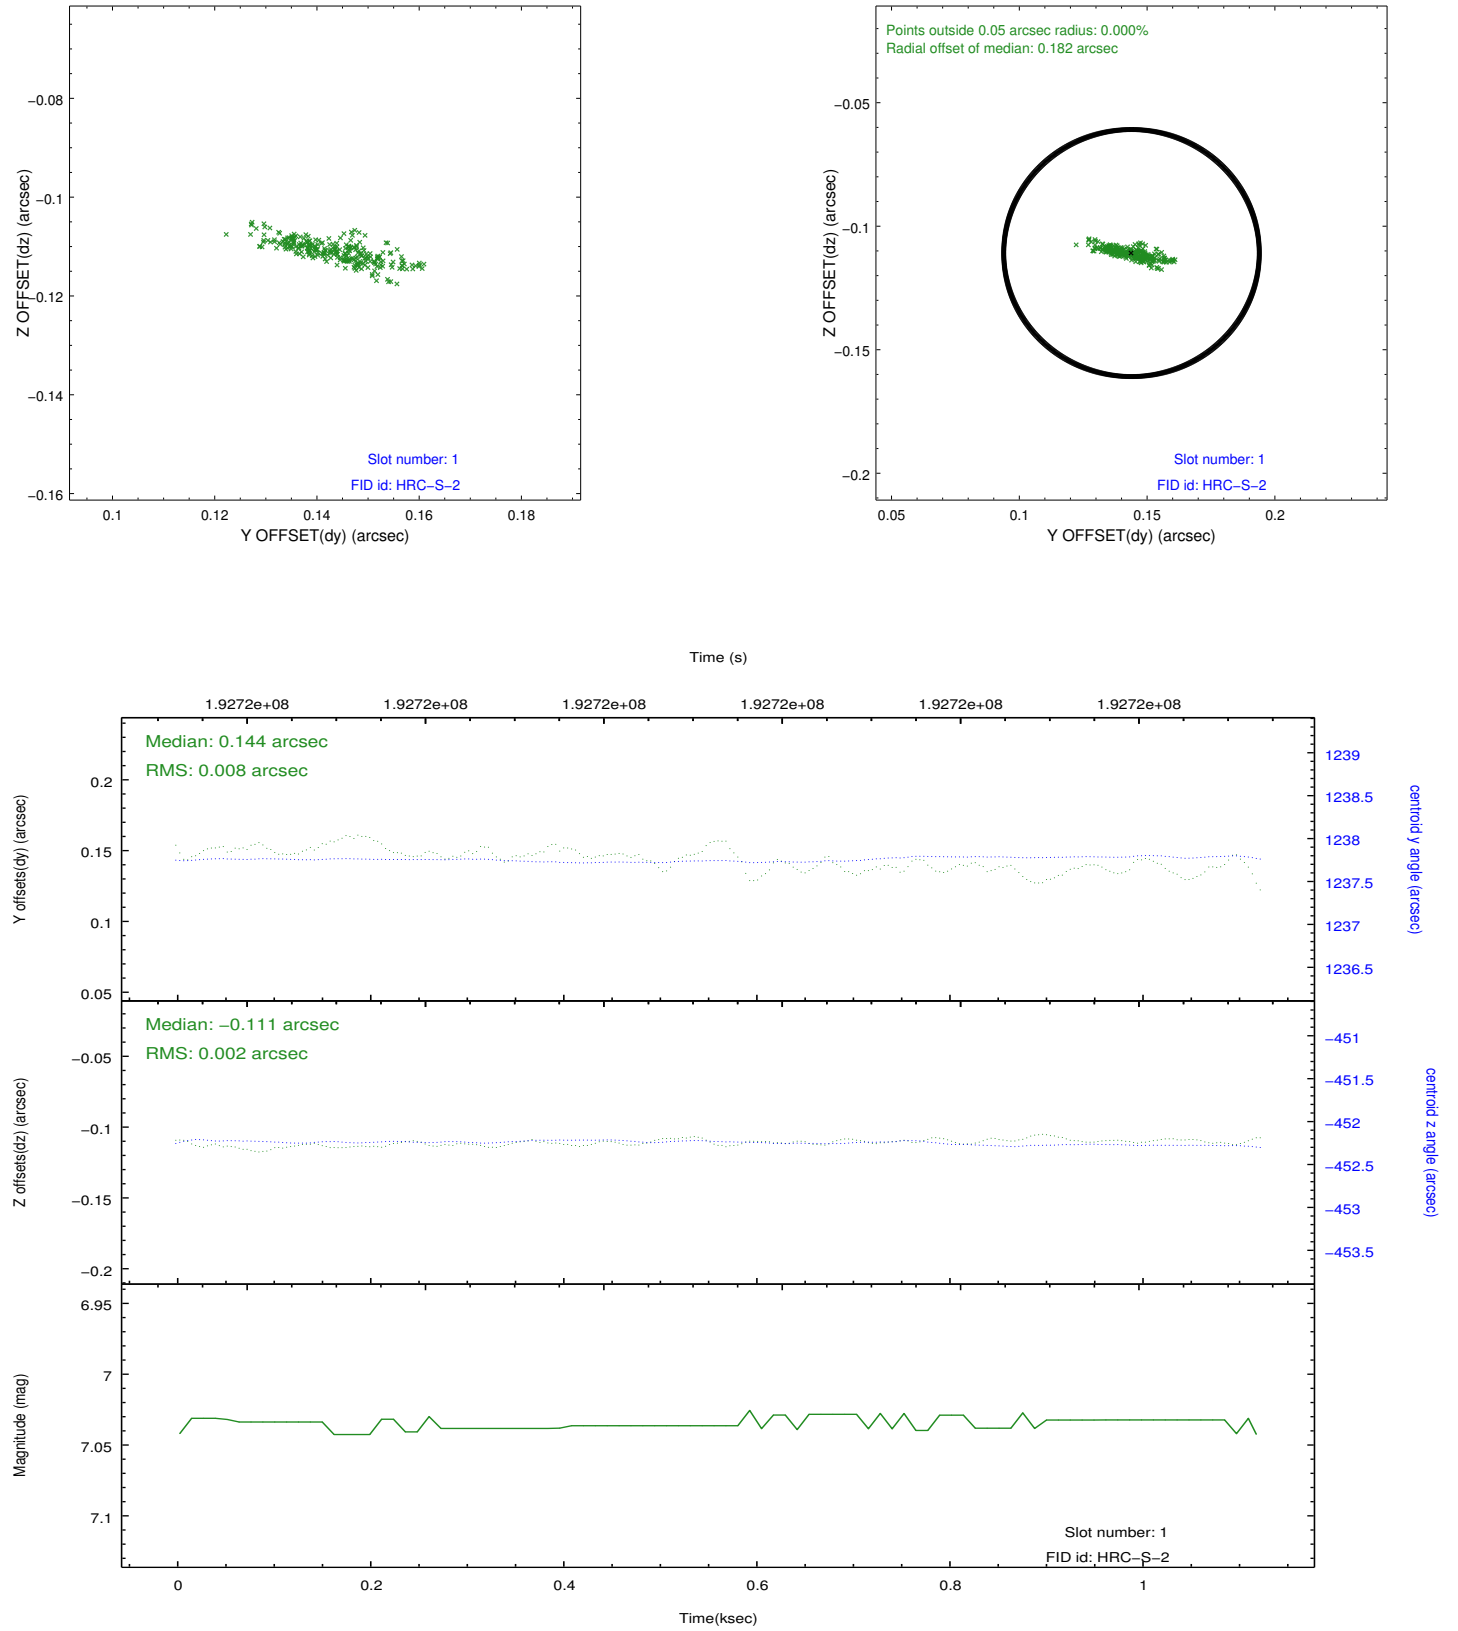 −0.08
−0.1
−0.12
−0.14
−0.16
Z OFFSET(dz) (arcsec)
Slot number: 1
FID id: HRC−S−2
0.1 0.12 0.14 0.16 0.18
Y OFFSET(dy) (arcsec)
Points outside 0.05 arcsec radius: 0.000%
Radial offset of median: 0.182 arcsec
−0.05
−0.1
−0.15
−0.2
Z OFFSET(dz) (arcsec)
Slot number: 1
FID id: HRC−S−2
0.05 0.1 0.15 0.2
Y OFFSET(dy) (arcsec)
Time (s)
1.9272e+08 1.9272e+08 1.9272e+08 1.9272e+08 1.9272e+08 1.9272e+08
Median: 0.144 arcsec
RMS: 0.008 arcsec
0.2
0.15
0.1
0.05
Y offsets(dy) (arcsec)
1239
1238.5
1238
1237.5
1237
1236.5
centroid y angle (arcsec)
Median: −0.111 arcsec
RMS: 0.002 arcsec
−0.05
−0.1
−0.15
−0.2
Z offsets(dz) (arcsec)
−451
−451.5
−452
−452.5
−453
−453.5
centroid z angle (arcsec)
6.95
7
7.05
7.1
Magnitude (mag)
Slot number: 1
FID id: HRC−S−2
0 0.2 0.4 0.6 0.8 1
Time(ksec)